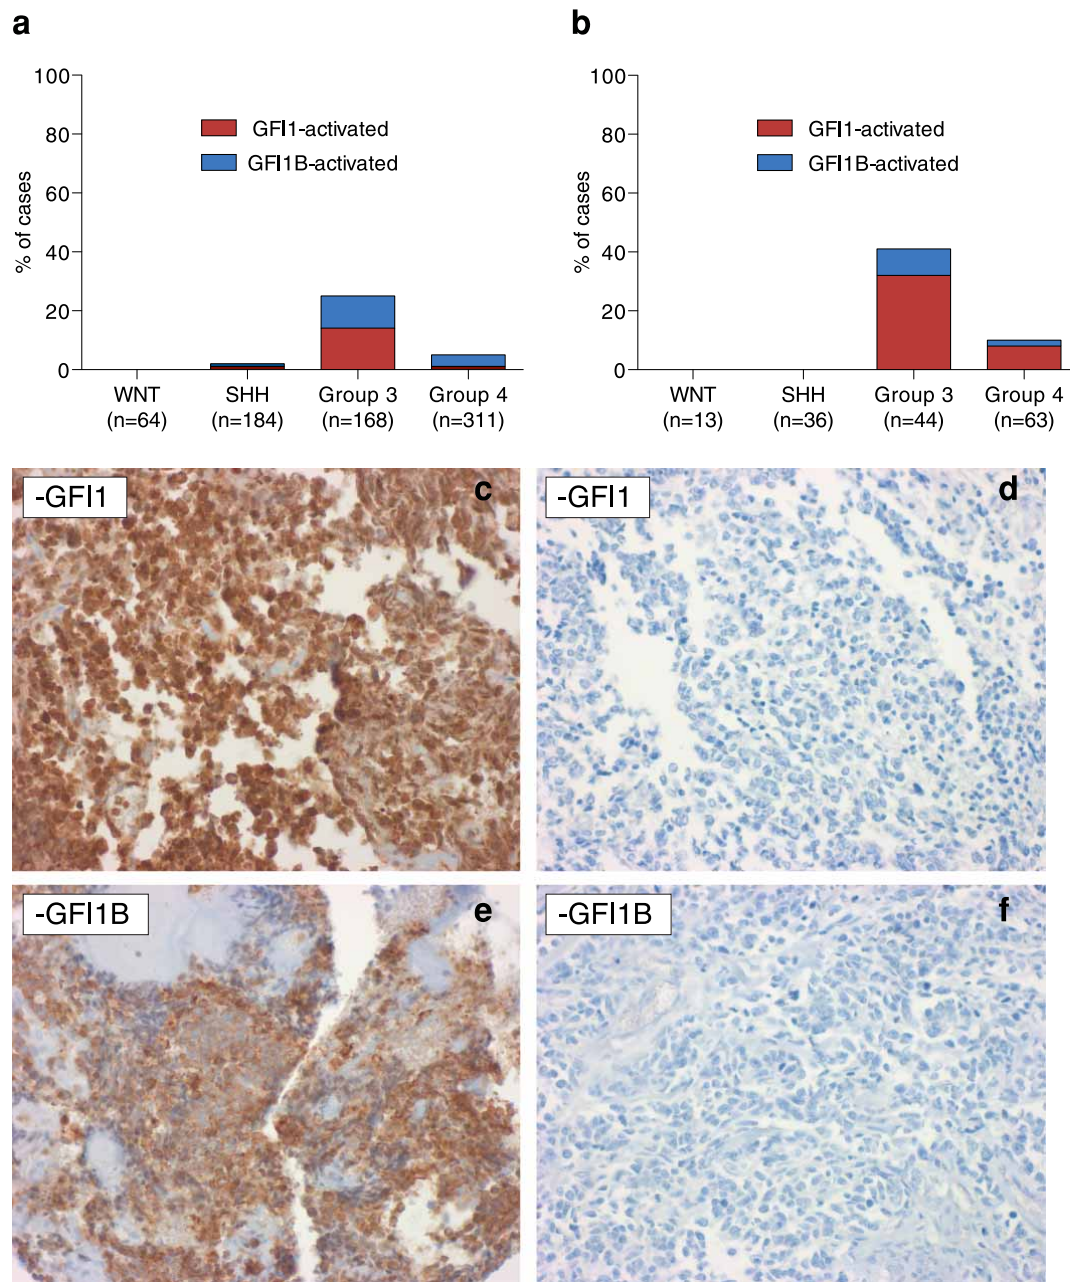 a
% of cases
100
80
60
40
20
0
GFI1-activated
GFI1B-activated
WNT SHH Group 3 Group 4
(n=64) (n=184) (n=168) (n=311)
b
% of cases
100
80
60
40
20
0
GFI1-activated
GFI1B-activated
WNT SHH Group 3 Group 4
(n=13) (n=36) (n=44) (n=63)
-GFI1 c
-GFI1 d
-GFI1B e
-GFI1B f